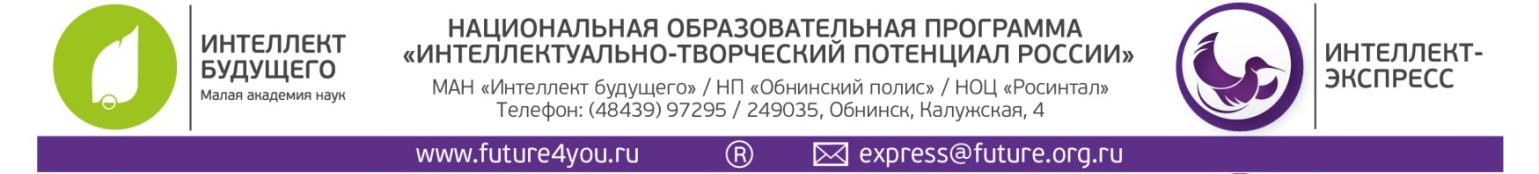 ИНТЕЛЛЕКТ
БУДУЩЕГО
Малая академия наук
НАЦИОНАЛЬНАЯ ОБРАЗОВАТЕЛЬНАЯ ПРОГРАММА
«ИНТЕЛЛЕКТУАЛЬНО-ТВОРЧЕСКИЙ ПОТЕНЦИАЛ РОССИИ»
МАН «Интеллект будущего» / НП «Обнинский полис» / НОЦ «Росинтал»
Телефон: (48439) 97295 / 249035, Обнинск, Калужская, 4
ИНТЕЛЛЕКТ-
ЭКСПРЕСС
www.future4you.ru ® express@future.org.ru